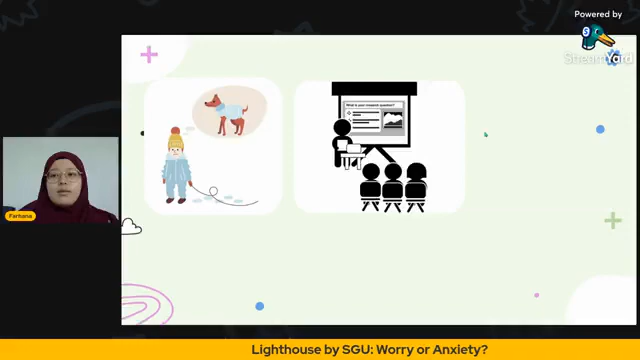 Powered by
StreamYard
What is your research question?
Farhana
Lighthouse by SGU: Worry or Anxiety?